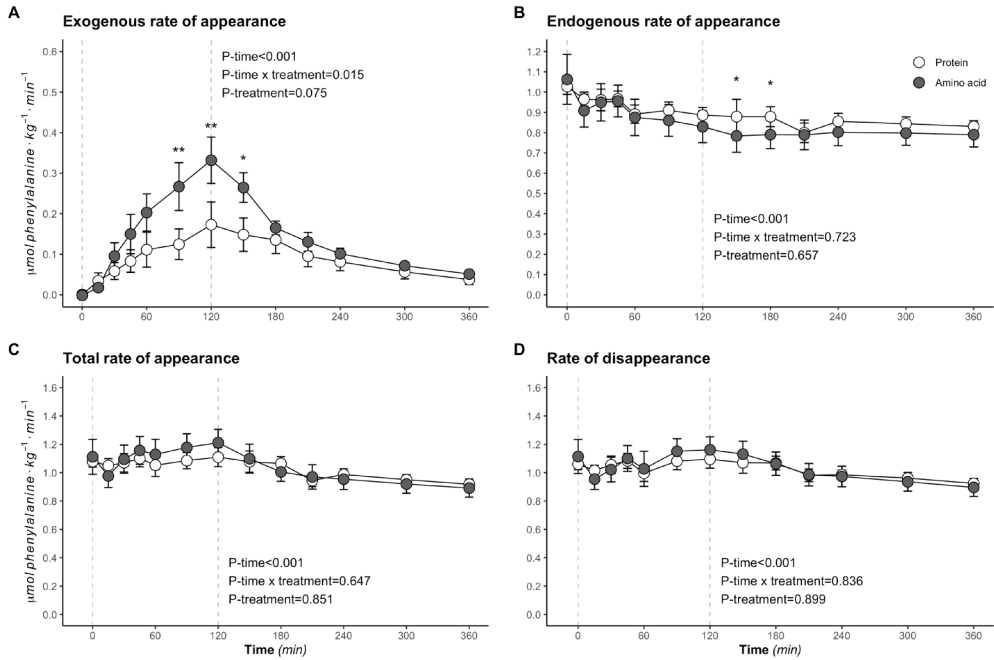 A
Exogenous rate of appearance
P-time<0.001
P-time x treatment=0.015
P-treatment=0.075
**
**
*
0.6
0.5
0.4
0.3
0.2
0.1
0.0
μmol phenylalanine · kg⁻¹ · min⁻¹
0 60 120 180 240 300 360
B
Endogenous rate of appearance
Protein
Amino acid
*
*
1.2
1.1
1.0
0.9
0.8
0.7
0.6
0.5
0.4
0.3
0.2
0.1
0.0
P-time<0.001
P-time x treatment=0.723
P-treatment=0.657
0 60 120 180 240 300 360
C
Total rate of appearance
1.6
1.4
1.2
1.0
0.8
0.6
0.4
0.2
0.0
μmol phenylalanine · kg⁻¹ · min⁻¹
P-time<0.001
P-time x treatment=0.647
P-treatment=0.851
0 60 120 180 240 300 360
Time (min)
D
Rate of disappearance
1.6
1.4
1.2
1.0
0.8
0.6
0.4
0.2
0.0
P-time<0.001
P-time x treatment=0.836
P-treatment=0.899
0 60 120 180 240 300 360
Time (min)